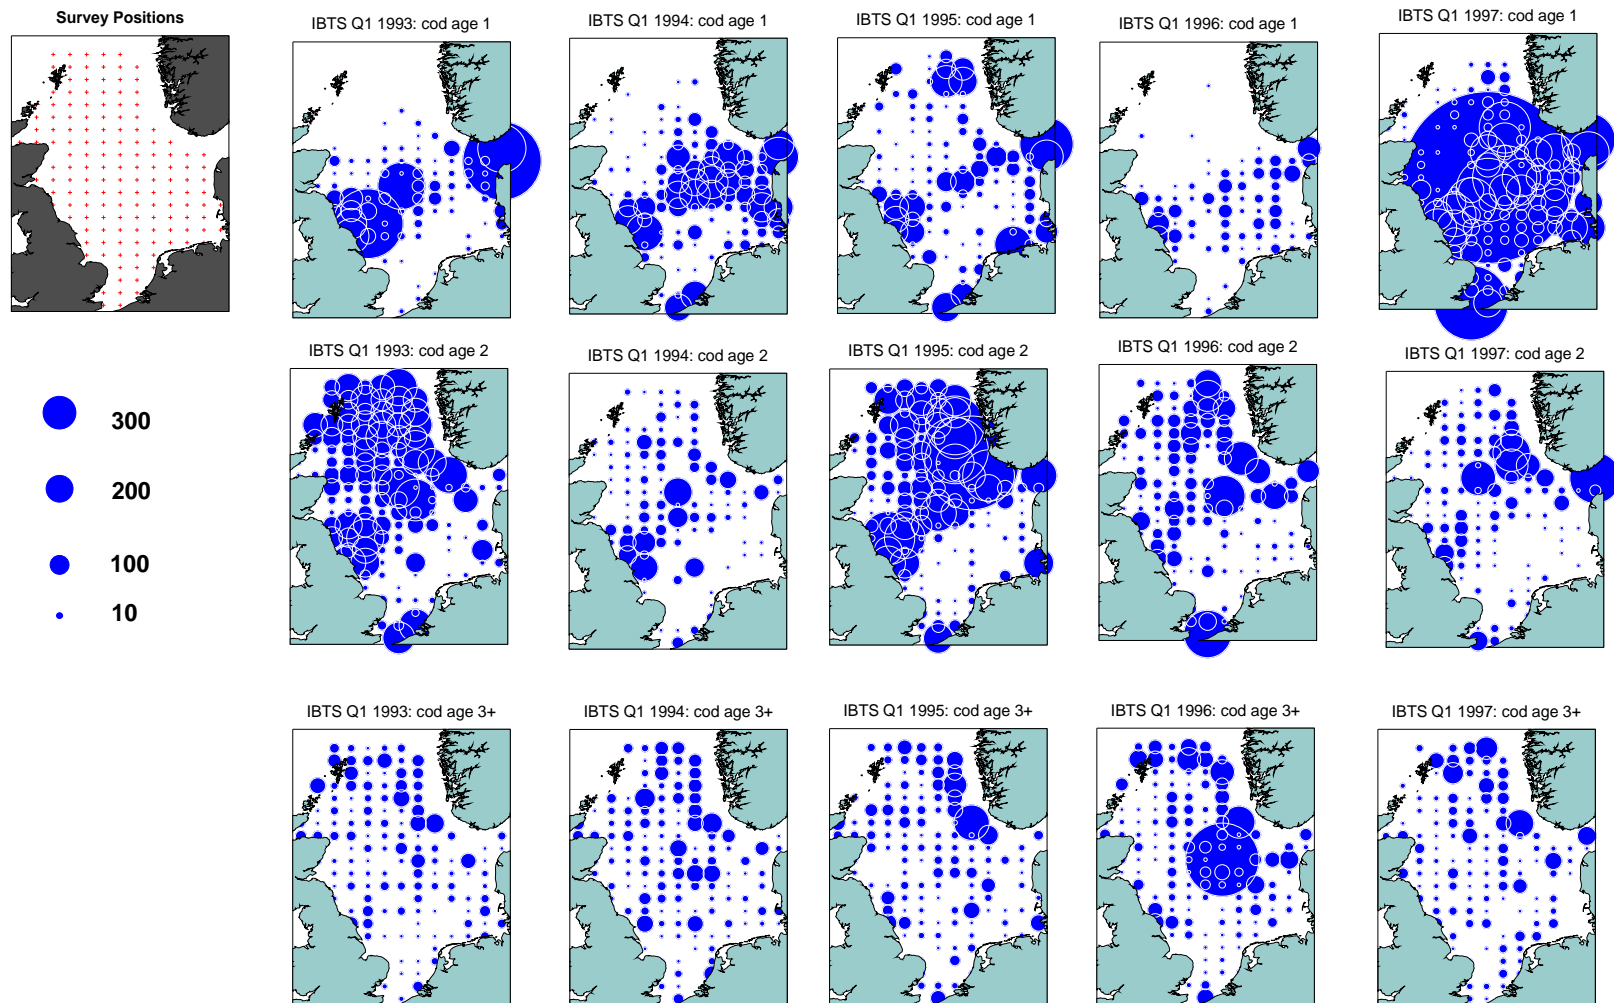 Survey Positions
IBTS Q1 1993: cod age 1
IBTS Q1 1994: cod age 1
IBTS Q1 1995: cod age 1
IBTS Q1 1996: cod age 1
IBTS Q1 1997: cod age 1
IBTS Q1 1993: cod age 2
IBTS Q1 1994: cod age 2
IBTS Q1 1995: cod age 2
IBTS Q1 1996: cod age 2
IBTS Q1 1997: cod age 2
300
200
100
10
IBTS Q1 1993: cod age 3+
IBTS Q1 1994: cod age 3+
IBTS Q1 1995: cod age 3+
IBTS Q1 1996: cod age 3+
IBTS Q1 1997: cod age 3+